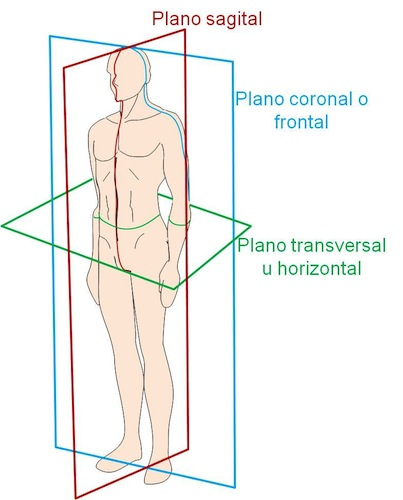 Plano sagital
Plano coronal o
frontal
Plano transversal
u horizontal